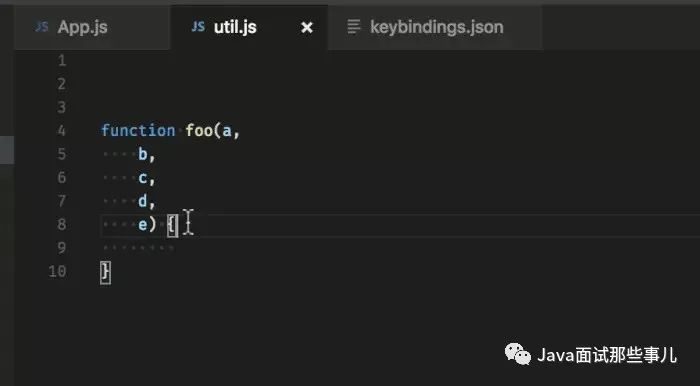 JS App.js JS util.js × keybindings.json
1
2
3
4 function foo(a,
5 b,
6 c,
7 d,
8 e) {
9
10 }
Java面试那些事儿